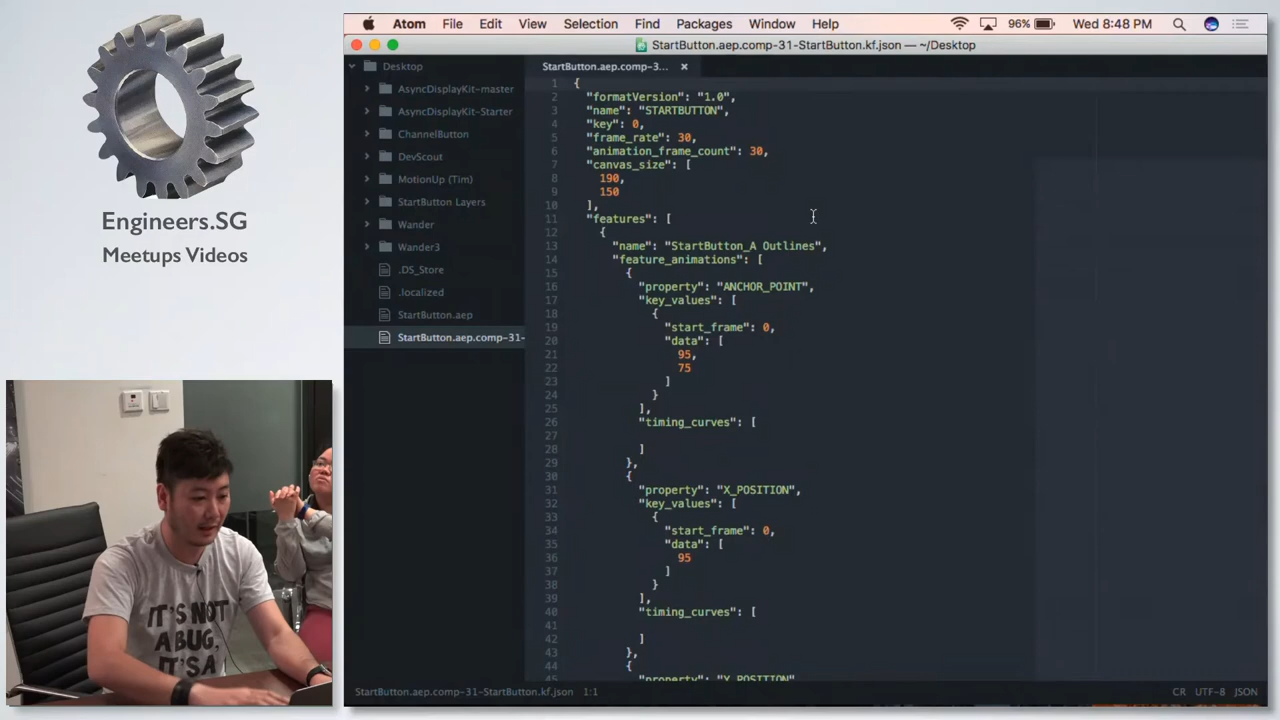 Engineers.SG
Meetups Videos
IT'S NOT
A BUG,
IT'S A
Atom File Edit View Selection Find Packages Window Help 96% Wed 8:48 PM
StartButton.aep.comp-31-StartButton.kf.json — ~/Desktop
Desktop
AsyncDisplayKit-master
AsyncDisplayKit-Starter
ChannelButton
DevScout
MotionUp (Tim)
StartButton Layers
Wander
Wander3
.DS_Store
.localized
StartButton.aep
StartButton.aep.comp-31-
StartButton.aep.comp-3...
1 {
2 "formatVersion": "1.0",
3 "name": "STARTBUTTON",
4 "key": 0,
5 "frame_rate": 30,
6 "animation_frame_count": 30,
7 "canvas_size": [
8 190,
9 150
10 ],
11 "features": [
12 {
13 "name": "StartButton_A Outlines",
14 "feature_animations": [
15 {
16 "property": "ANCHOR_POINT",
17 "key_values": [
18 {
19 "start_frame": 0,
20 "data": [
21 95,
22 75
23 ]
24 }
25 ],
26 "timing_curves": [
27
28 ]
29 },
30 {
31 "property": "X_POSITION",
32 "key_values": [
33 {
34 "start_frame": 0,
35 "data": [
36 95
37 ]
38 }
39 ],
40 "timing_curves": [
41
42 ]
43 },
44 {
45 "property": "Y_POSITION"
StartButton.aep.comp-31-StartButton.kf.json 1:1 CR UTF-8 JSON